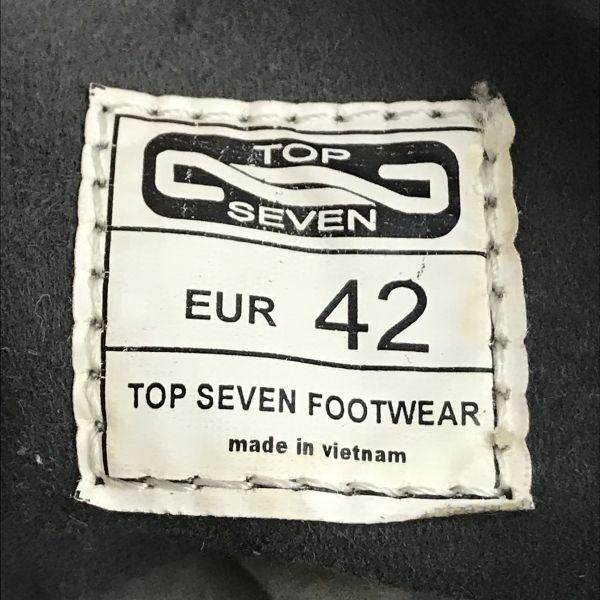 TOP
SEVEN
EUR 42
TOP SEVEN FOOTWEAR
made in vietnam